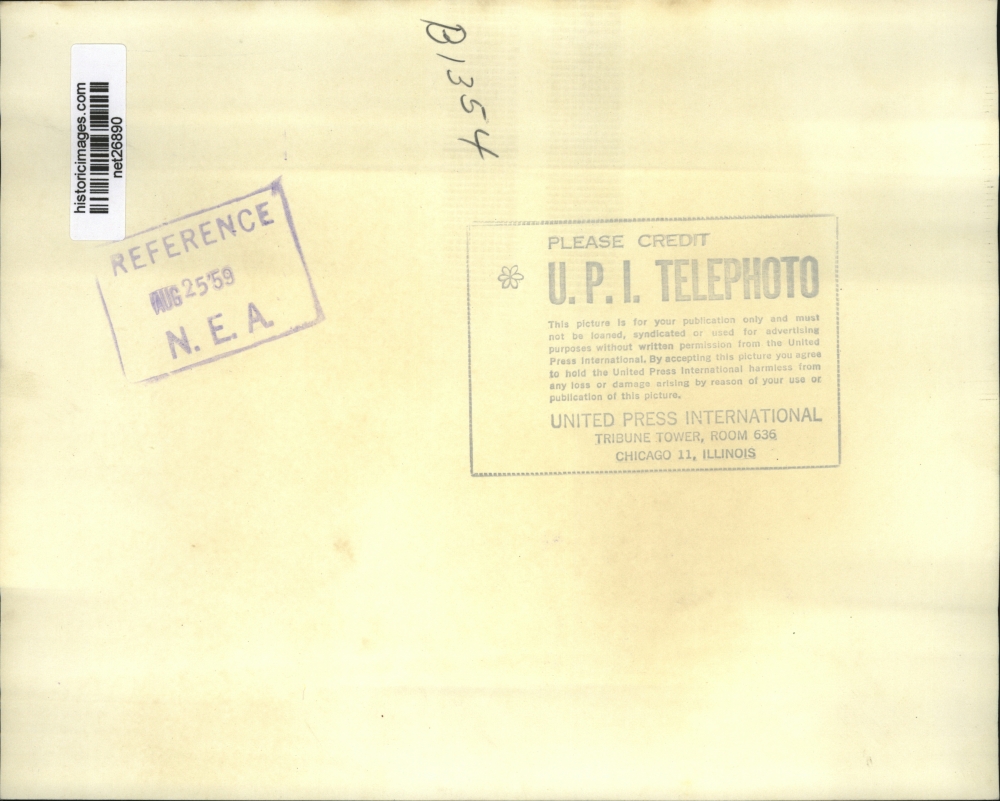 B1354
historicimages.com
net26890
REFERENCE
AUG 25'59
N. E. A.
PLEASE CREDIT
U. P. I. TELEPHOTO
This picture is for your publication only and must
not be loaned, syndicated or used for advertising
purposes without written permission from the United
Press International. By accepting this picture you agree
to hold the United Press International harmless from
any loss or damage arising by reason of your use or
publication of this picture.
UNITED PRESS INTERNATIONAL
TRIBUNE TOWER, ROOM 636
CHICAGO 11, ILLINOIS